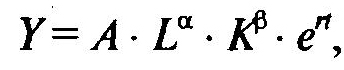 Y = A · L^α · K^β · e^rt,